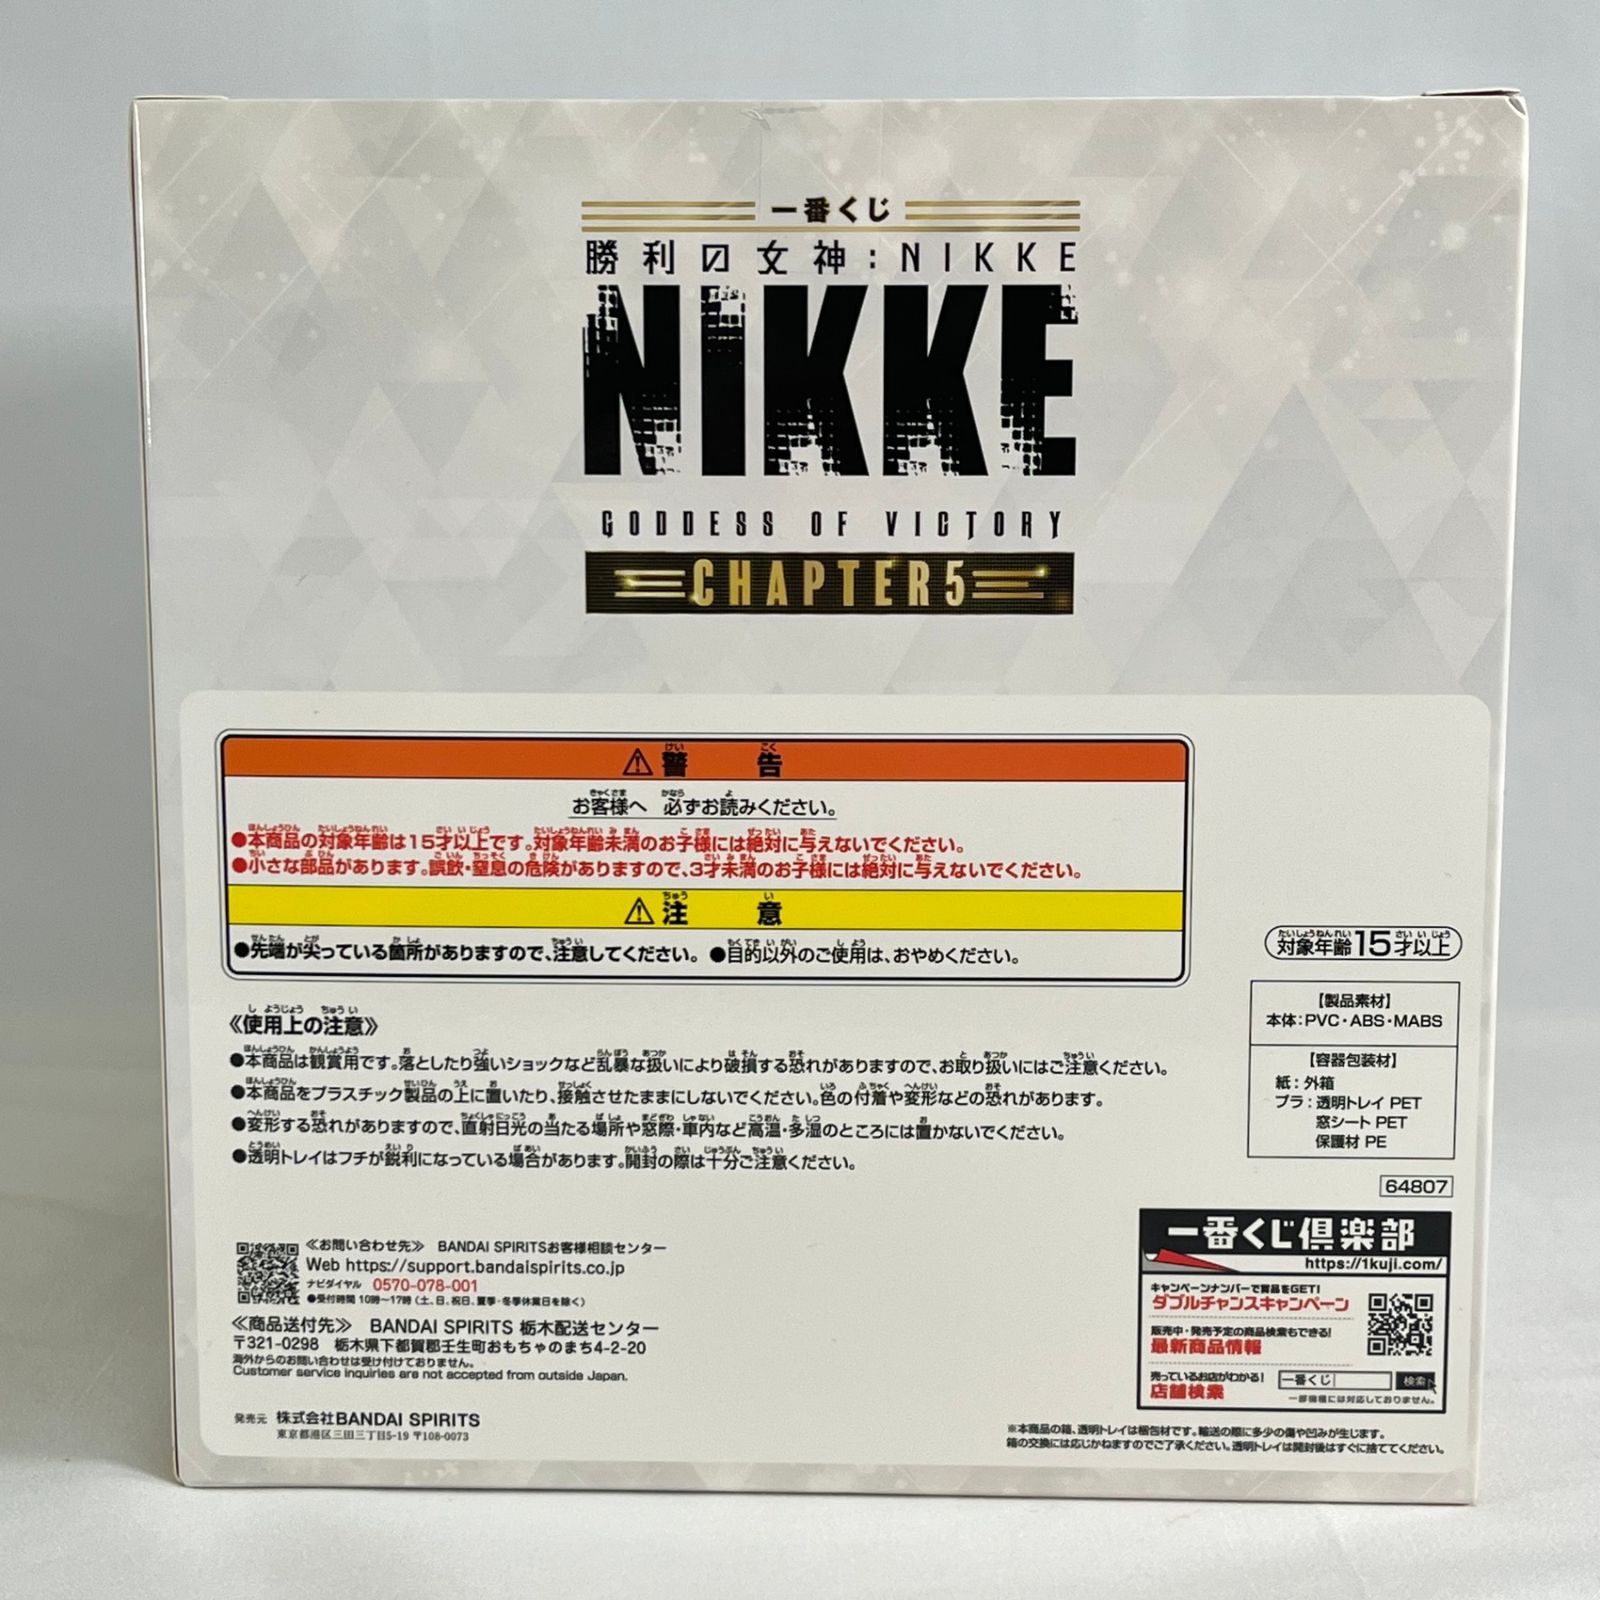 一番くじ
勝利の女神:NIKKE
NIKKE
GODDESS OF VICTORY
CHAPTER5
⚠警告
お客様へ 必ずお読みください。
●本商品の対象年齢は15才以上です。対象年齢未満のお子様には絶対に与えないでください。
●小さな部品があります。誤飲・窒息の危険がありますので、3才未満のお子様には絶対に与えないでください。
⚠注意
●先端が尖っている箇所がありますので、注意してください。 ●目的以外のご使用は、おやめください。
対象年齢15才以上
【製品素材】
本体:PVC・ABS・MABS
【容器包装材】
紙:外箱
プラ:透明トレイ PET
窓シート PET
保護材 PE
64807
《使用上の注意》
●本商品は観賞用です。落としたり強いショックなど乱暴な扱いにより破損する恐れがありますので、お取り扱いにはご注意ください。
●本商品をプラスチック製品の上に置いたり、接触させたままにしないでください。色の付着や変形などの恐れがあります。
●変形する恐れがありますので、直射日光の当たる場所や窓際・車内など高温・多湿のところには置かないでください。
●透明トレイはフチが鋭利になっている場合があります。開封の際は十分ご注意ください。
《お問い合わせ先》 BANDAI SPIRITSお客様相談センター
Web https://support.bandaispirits.co.jp
ナビダイヤル 0570-078-001
●受付時間 10時〜17時(土、日、祝日、夏季・冬季休業日を除く)
《商品送付先》 BANDAI SPIRITS 栃木配送センター
〒321-0298 栃木県下都賀郡壬生町おもちゃのまち4-2-20
海外からのお問い合わせは受け付けておりません。
Customer service inquiries are not accepted from outside Japan.
発売元 株式会社BANDAI SPIRITS
東京都港区三田三丁目5-19 〒108-0073
一番くじ倶楽部
https://1kuji.com/
キャンペーンナンバーで賞品をGET!
ダブルチャンスキャンペーン
販売中・発売予定の商品検索もできる!
最新商品情報
売っているお店がわかる!
店舗検索
一番くじ 検索
一部機種には対応しておりません。
※本商品の箱、透明トレイは梱包材です。輸送の際に多少の傷や凹みが生じます。
箱の交換には応じかねますのでご了承ください。透明トレイは開封後はすぐに捨ててください。